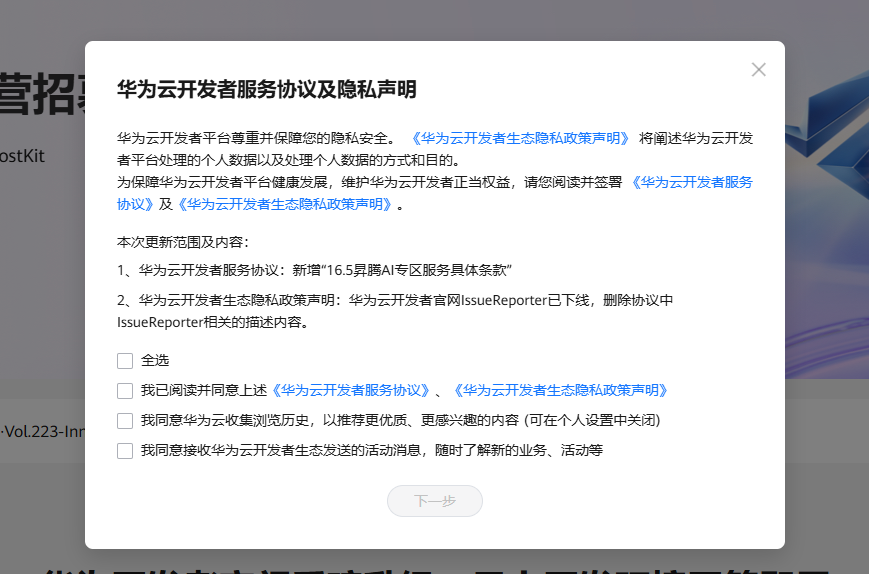 营招募
ostKit
华为云开发者服务协议及隐私声明
华为云开发者平台尊重并保障您的隐私安全。《华为云开发者生态隐私政策声明》 将阐述华为云开发
者平台处理的个人数据以及处理个人数据的方式和目的。
为保障华为云开发者平台健康发展，维护华为云开发者正当权益，请您阅读并签署 《华为云开发者服务
协议》及《华为云开发者生态隐私政策声明》。
本次更新范围及内容：
1、华为云开发者服务协议：新增“16.5昇腾AI专区服务具体条款”
2、华为云开发者生态隐私政策声明：华为云开发者官网IssueReporter已下线，删除协议中
IssueReporter相关的描述内容。
全选
我已阅读并同意上述《华为云开发者服务协议》、《华为云开发者生态隐私政策声明》
我同意华为云收集浏览历史，以推荐更优质、更感兴趣的内容 (可在个人设置中关闭)
我同意接收华为云开发者生态发送的活动消息，随时了解新的业务、活动等
·Vol.223-Inn
下一步